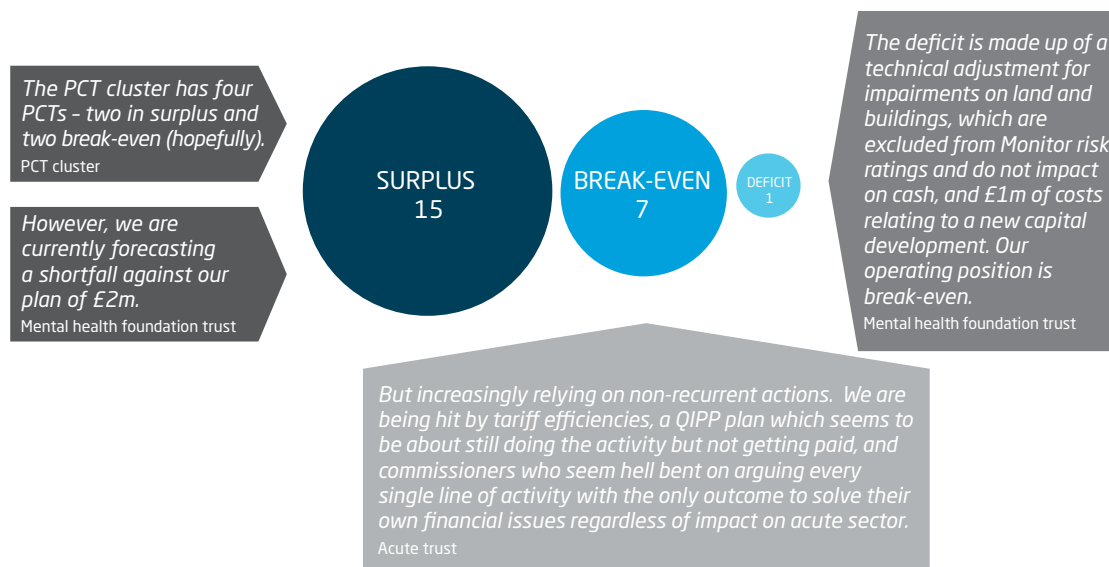 The PCT cluster has four
PCTs – two in surplus and
two break-even (hopefully).
PCT cluster
However, we are
currently forecasting
a shortfall against our
plan of £2m.
Mental health foundation trust
SURPLUS
15
BREAK-EVEN
7
DEFICIT
1
The deficit is made up of a
technical adjustment for
impairments on land and
buildings, which are
excluded from Monitor risk
ratings and do not impact
on cash, and £1m of costs
relating to a new capital
development. Our
operating position is
break-even.
Mental health foundation trust
But increasingly relying on non-recurrent actions. We are
being hit by tariff efficiencies, a QIPP plan which seems to
be about still doing the activity but not getting paid, and
commissioners who seem hell bent on arguing every
single line of activity with the only outcome to solve their
own financial issues regardless of impact on acute sector.
Acute trust